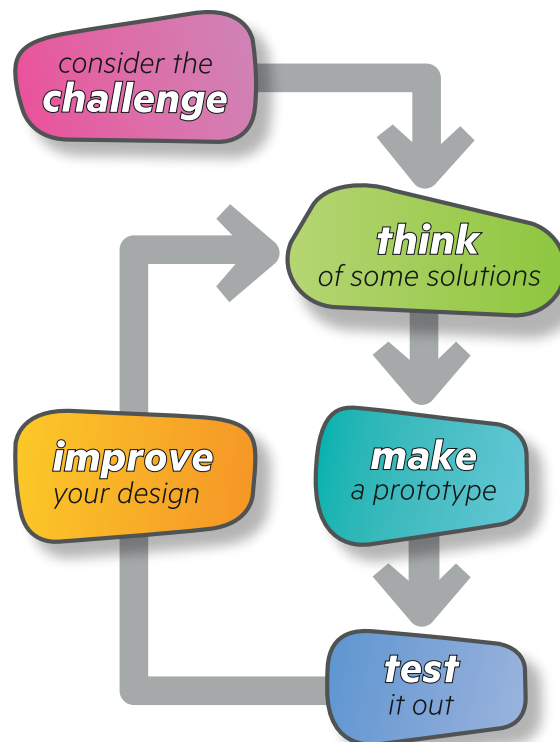 consider the
challenge
think
of some solutions
make
a prototype
test
it out
improve
your design